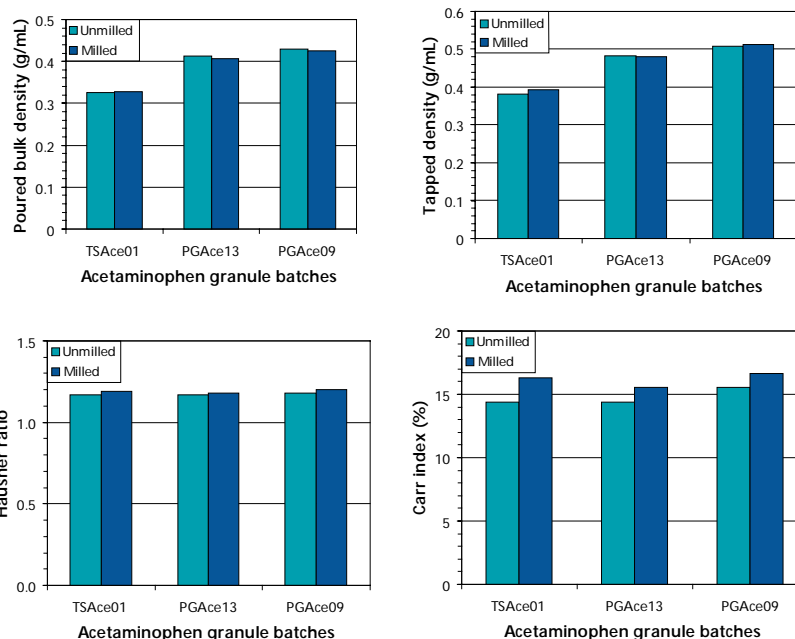 Poured bulk density (g/mL)
0.5
0.4
0.3
0.2
0.1
0
Unmilled
Milled
TSAce01 PGAce13 PGAce09
Acetaminophen granule batches
Tapped density (g/mL)
0.6
0.5
0.4
0.3
0.2
0.1
0
Unmilled
Milled
TSAce01 PGAce13 PGAce09
Acetaminophen granule batches
Hausner ratio
1.5
1.0
0.5
0.0
Unmilled
Milled
TSAce01 PGAce13 PGAce09
Acetaminophen granule batches
Carr index (%)
20
15
10
5
0
Unmilled
Milled
TSAce01 PGAce13 PGAce09
Acetaminophen granule batches